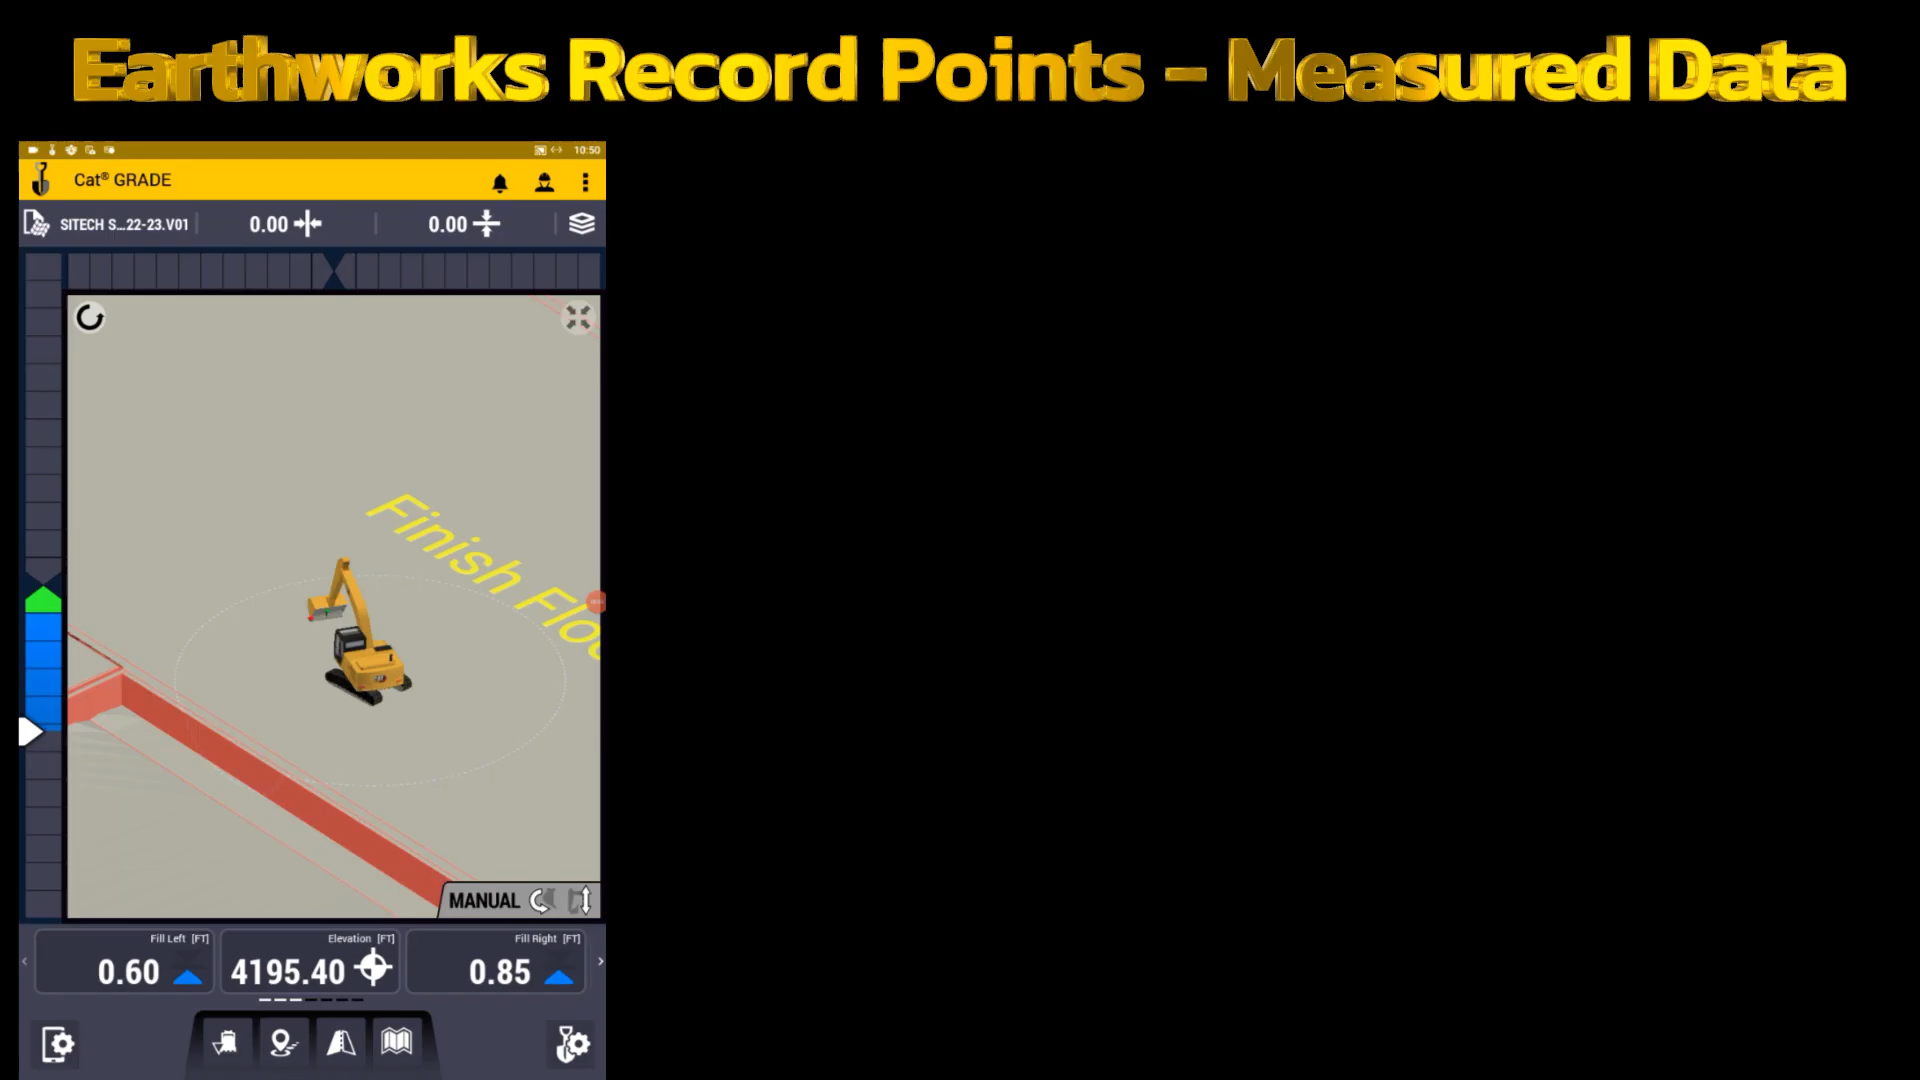 Earthworks Record Points - Measured Data
10:50
Cat® GRADE
SITECH S...22-23.V01
0.00
0.00
Finish Floo
MANUAL
Fill Left [FT]
0.60
Elevation [FT]
4195.40
Fill Right [FT]
0.85